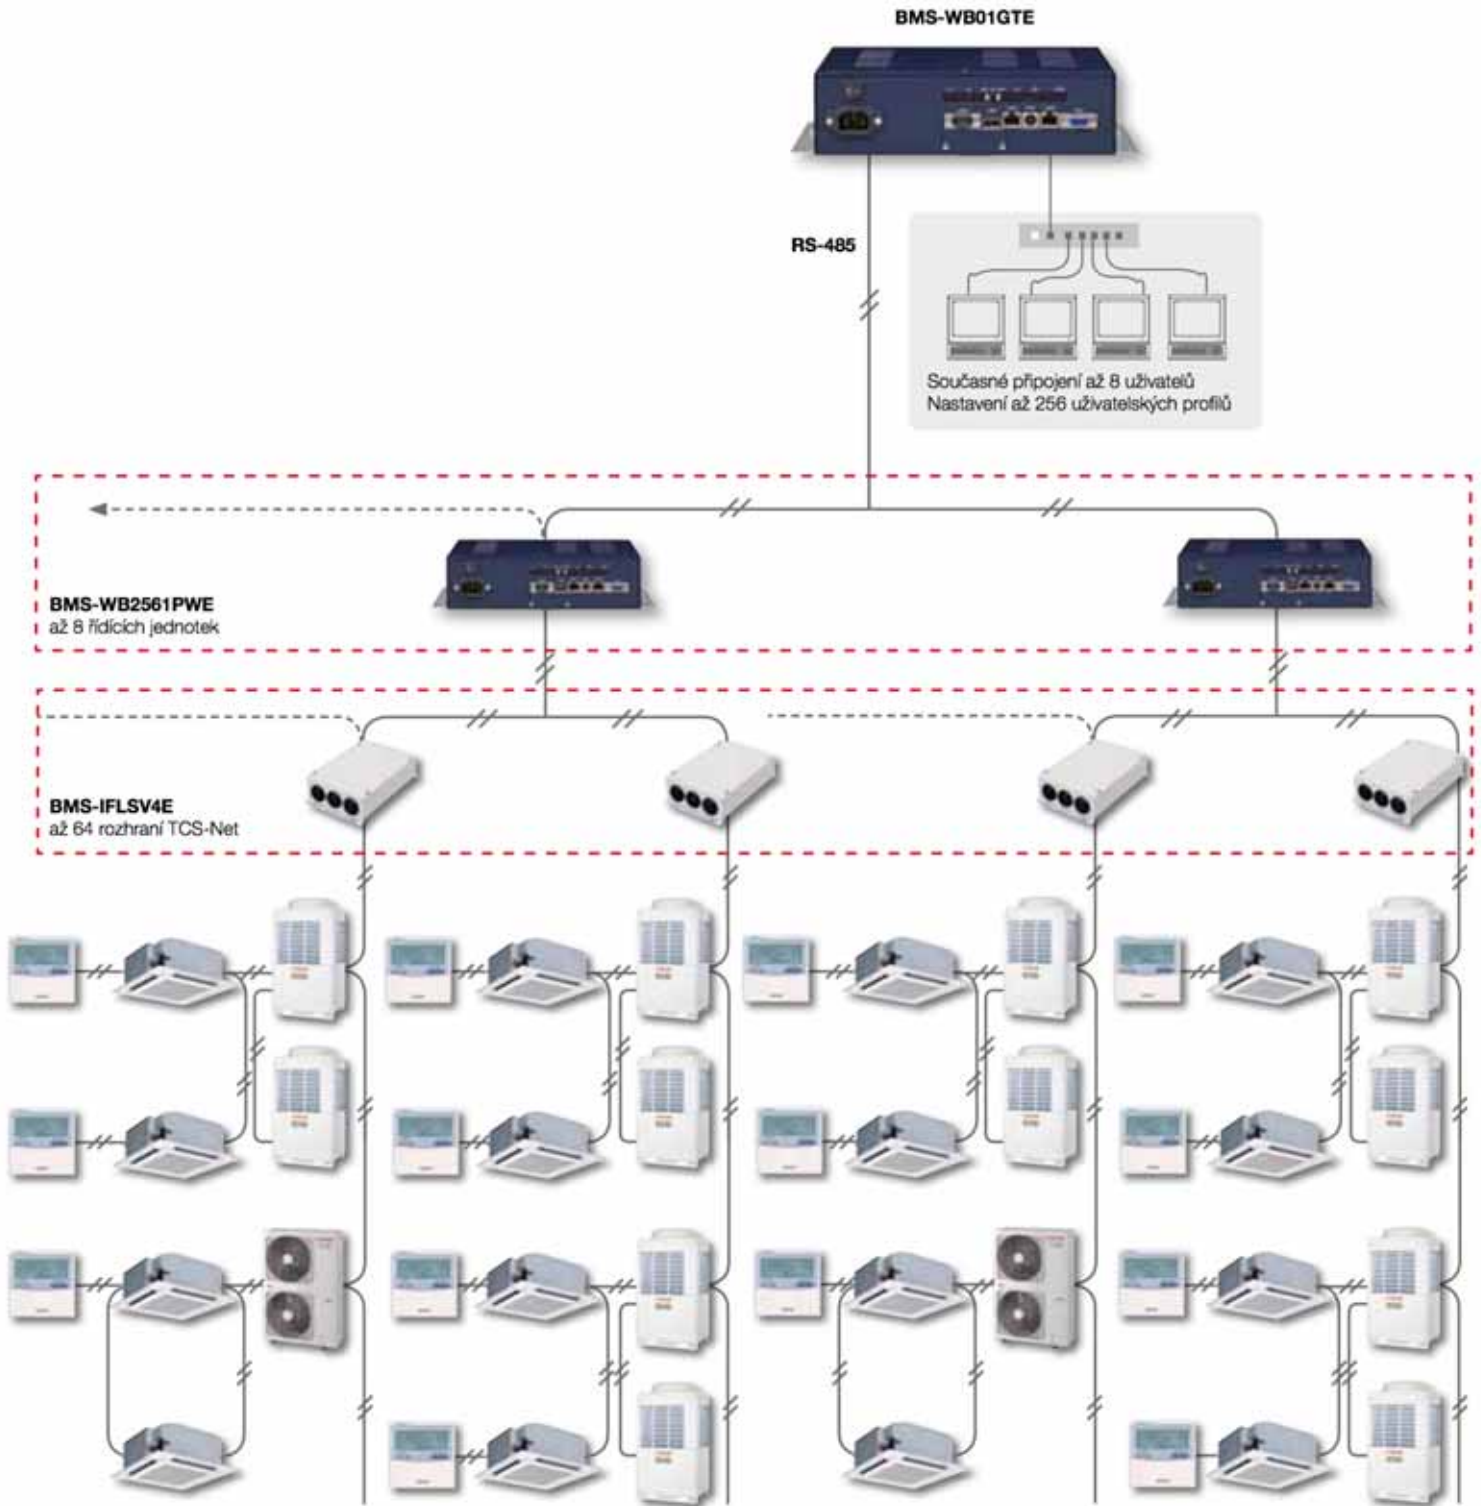 BMS-WB01GTE
RS-485
Současné připojení až 8 uživatelů
Nastavení až 256 uživatelských profilů
BMS-WB2561PWE
až 8 řídících jednotek
BMS-IFLSV4E
až 64 rozhraní TCS-Net